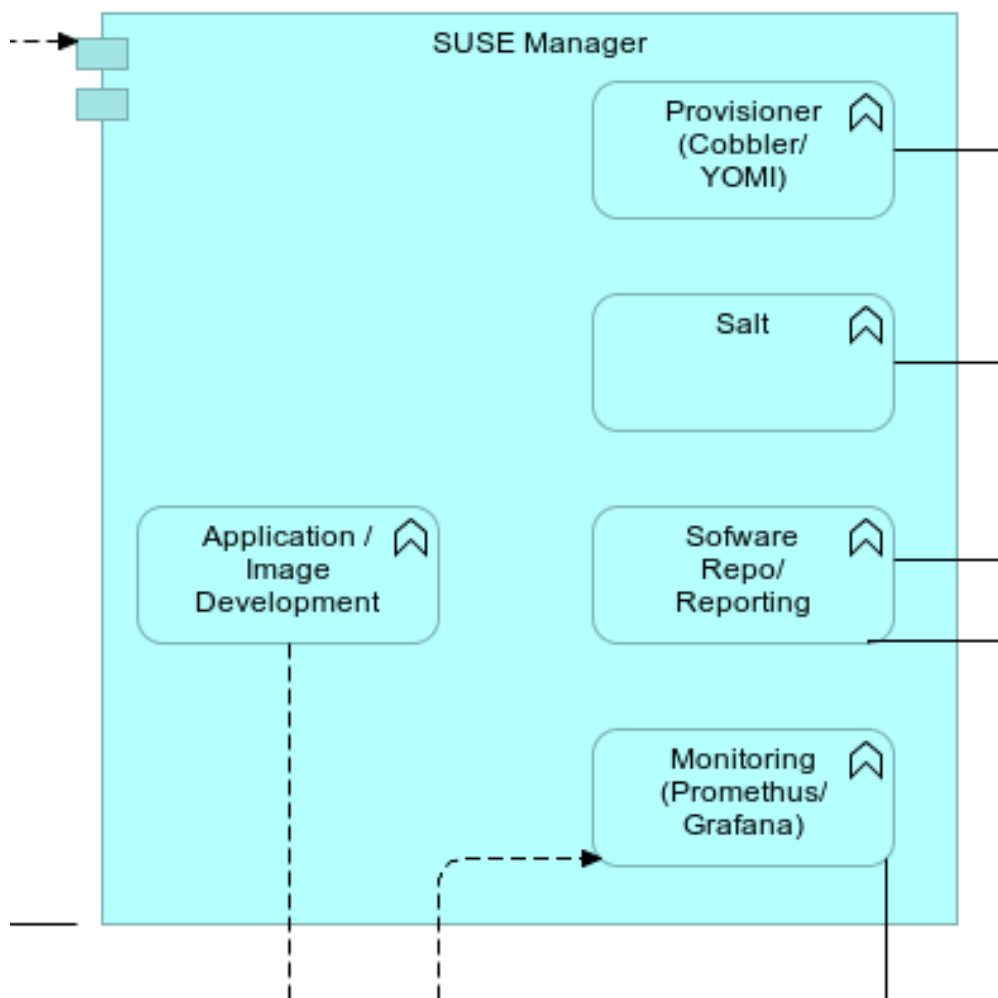 SUSE Manager
Provisioner
(Cobbler/
YOMI)
Salt
Application /
Image
Development
Sofware
Repo/
Reporting
Monitoring
(Promethus/
Grafana)